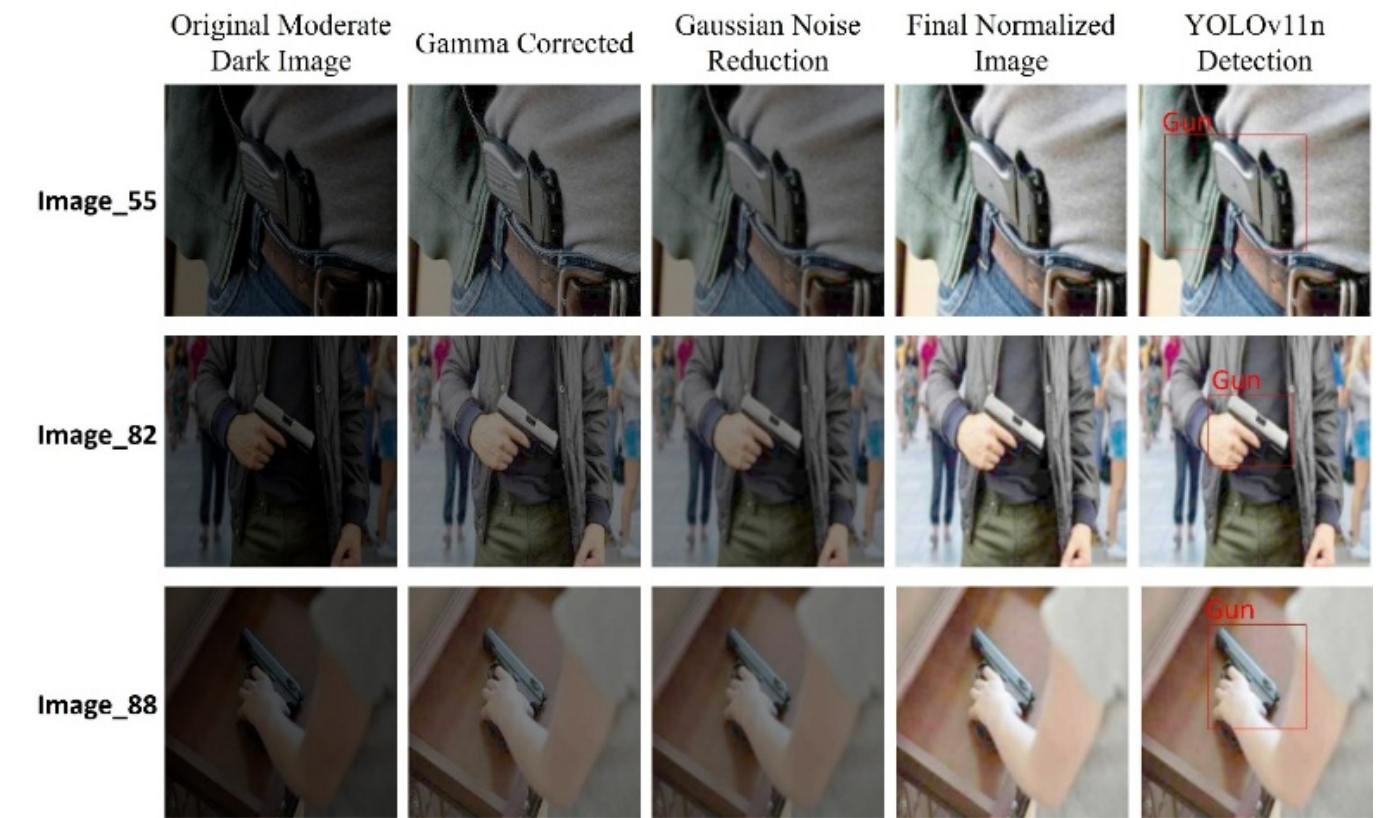 Original Moderate
Dark Image
Gamma Corrected
Gaussian Noise
Reduction
Final Normalized
Image
YOLOv11n
Detection
Image_55
Gun
Image_82
Gun
Image_88
Gun